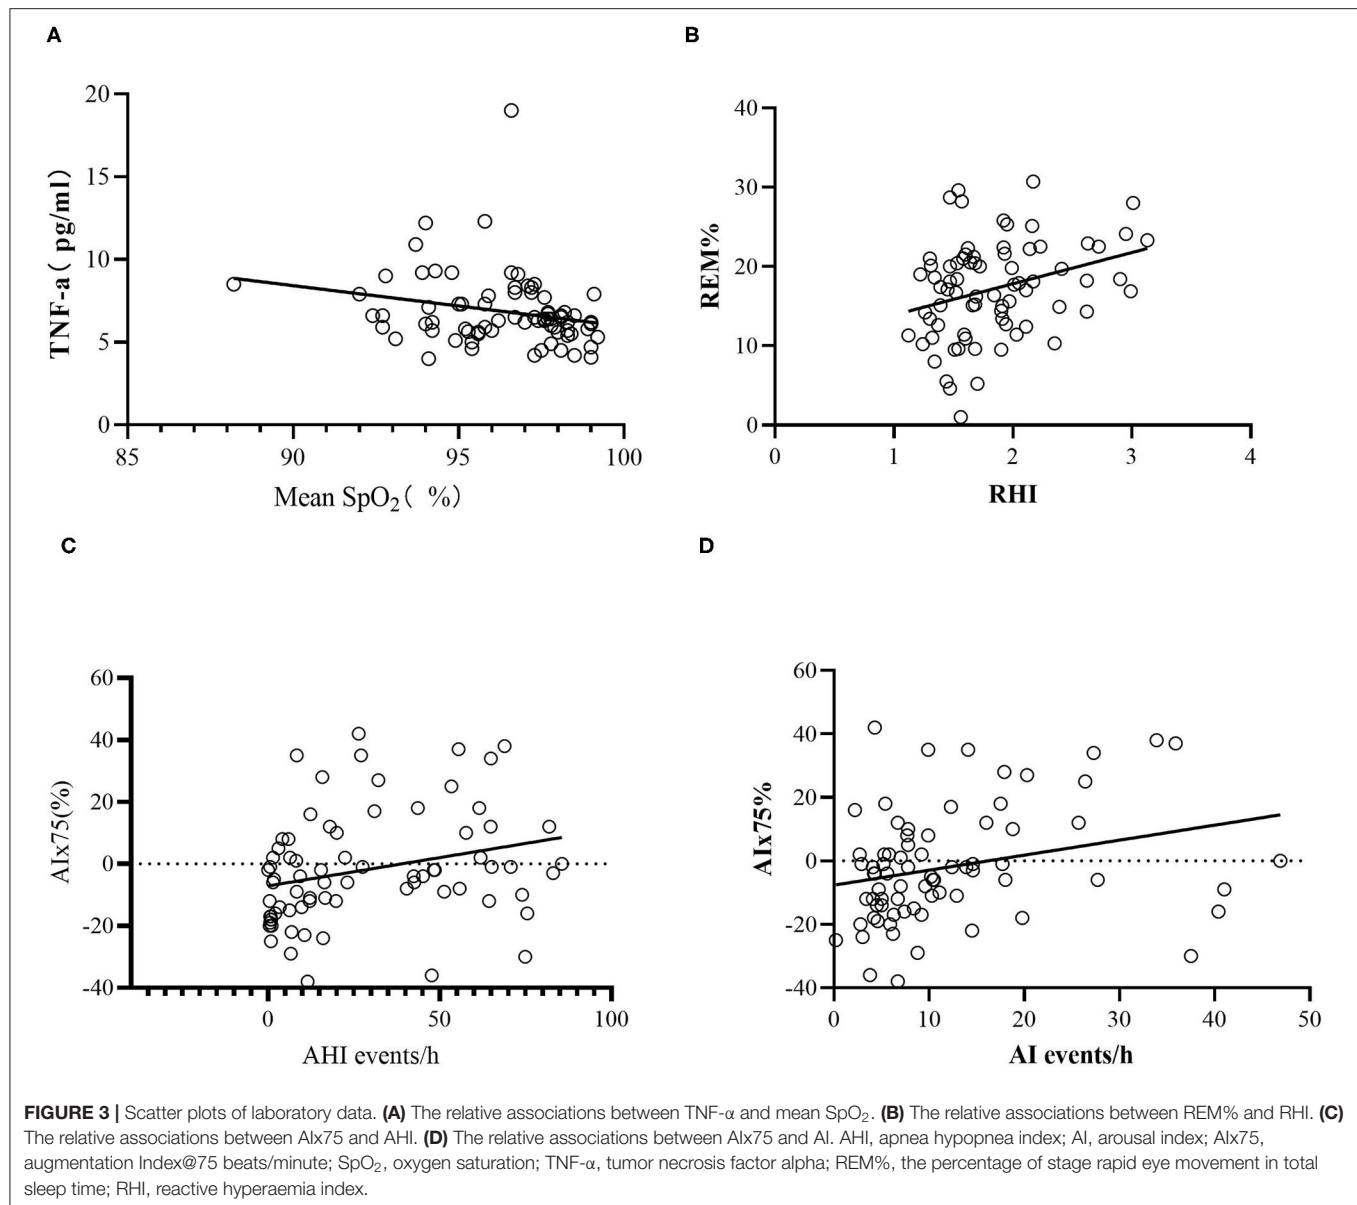 A
20
15
10
5
0
85 90 95 100
TNF-a( pg/ml)
Mean SpO₂( %)
B
40
30
20
10
0
0 1 2 3 4
REM%
RHI
C
60
40
20
0
-20
-40
0 50 100
AIx75(%)
AHI events/h
D
60
40
20
0
-20
-40
0 10 20 30 40 50
AIx75%
AI events/h
FIGURE 3 | Scatter plots of laboratory data. (A) The relative associations between TNF-α and mean SpO₂. (B) The relative associations between REM% and RHI. (C)
The relative associations between AIx75 and AHI. (D) The relative associations between AIx75 and AI. AHI, apnea hypopnea index; AI, arousal index; AIx75,
augmentation Index@75 beats/minute; SpO₂, oxygen saturation; TNF-α, tumor necrosis factor alpha; REM%, the percentage of stage rapid eye movement in total
sleep time; RHI, reactive hyperaemia index.